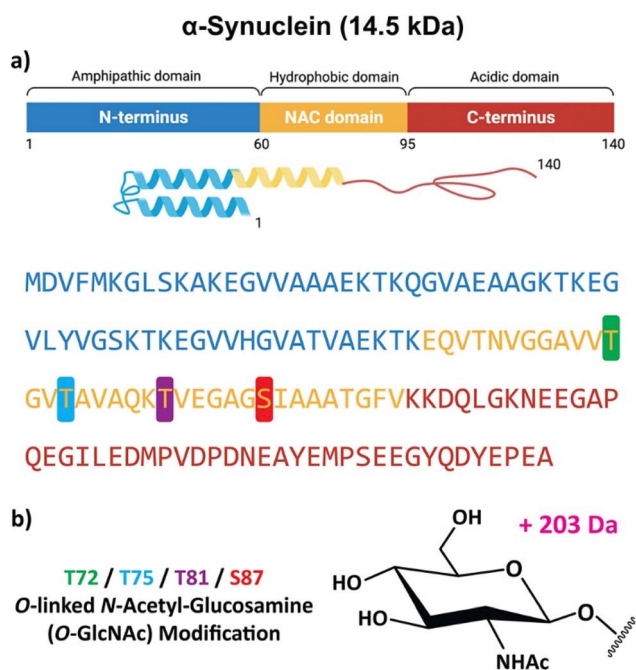 α-Synuclein (14.5 kDa)
a)
Amphipathic domain Hydrophobic domain Acidic domain
N-terminus NAC domain C-terminus
1 60 95 140
140
1
MDVFMKGLSKAKEGVVAAAEKTKQGVAEAAGKTKEG
VLYVGSKTKEGVVHGVATVAEKTKEQVTNVGGAVVT
GVTAVAQKTVEGAGSIAAATGFVKKDQLGKNEEGAP
QEGILEDMPVDPDNEAYEMPSEEGYQDYEPEA
b)
T72 / T75 / T81 / S87
O-linked N-Acetyl-Glucosamine
(O-GlcNAc) Modification
OH + 203 Da
O
HO
HO O
NHAc